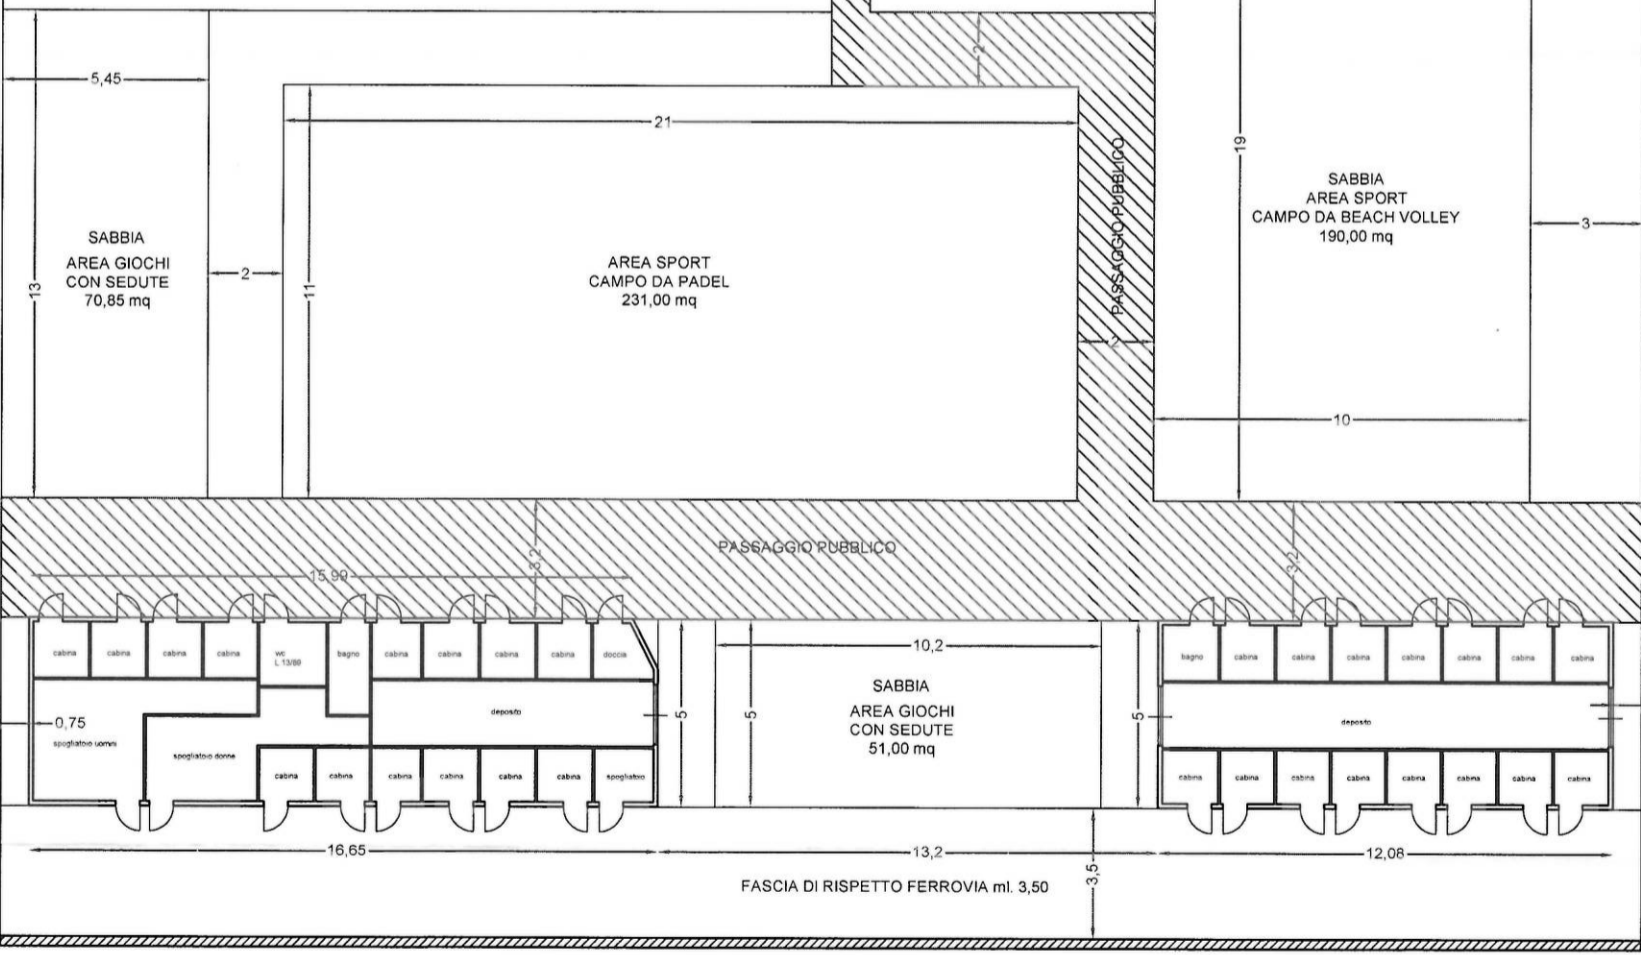 2
5,45
21
PASSAGGIO PUBBLICO
19
SABBIA
AREA SPORT
CAMPO DA BEACH VOLLEY
190,00 mq
3
SABBIA
AREA GIOCHI
CON SEDUTE
70,85 mq
13
2
11
AREA SPORT
CAMPO DA PADEL
231,00 mq
2
10
PASSAGGIO PUBBLICO
3,2
3,2
15,99
cabina
cabina
cabina
cabina
wc
L 13/89
bagno
cabina
cabina
cabina
cabina
doccia
10,2
bagno
cabina
cabina
cabina
cabina
cabina
cabina
cabina
0,75
spogliatoio uomini
spogliatoio donne
deposito
5
5
SABBIA
AREA GIOCHI
CON SEDUTE
51,00 mq
5
deposito
cabina
cabina
cabina
cabina
cabina
cabina
spogliatoio
cabina
cabina
cabina
cabina
cabina
cabina
cabina
cabina
16,65
13,2
12,08
3,5
FASCIA DI RISPETTO FERROVIA ml. 3,50